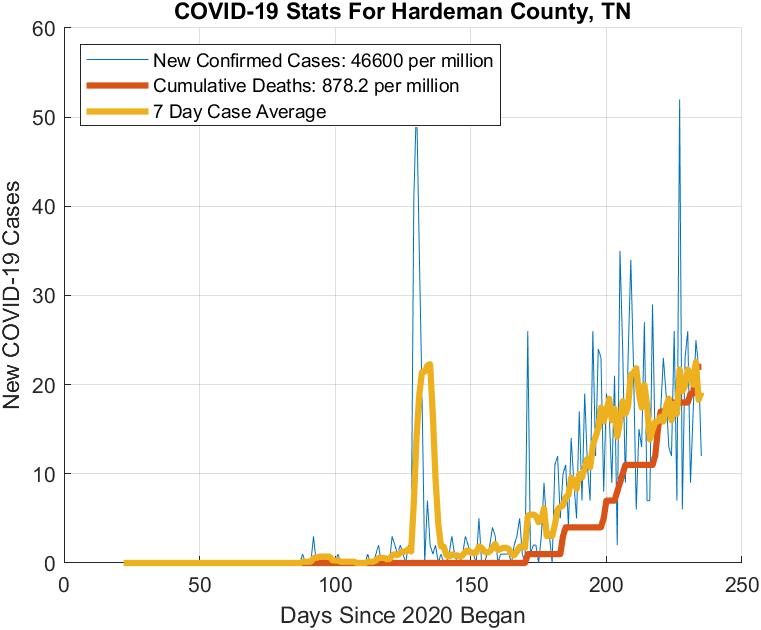 COVID-19 Stats For Hardeman County, TN
New Confirmed Cases: 46600 per million
Cumulative Deaths: 878.2 per million
7 Day Case Average
New COVID-19 Cases
60
50
40
30
20
10
0
0 50 100 150 200 250
Days Since 2020 Began